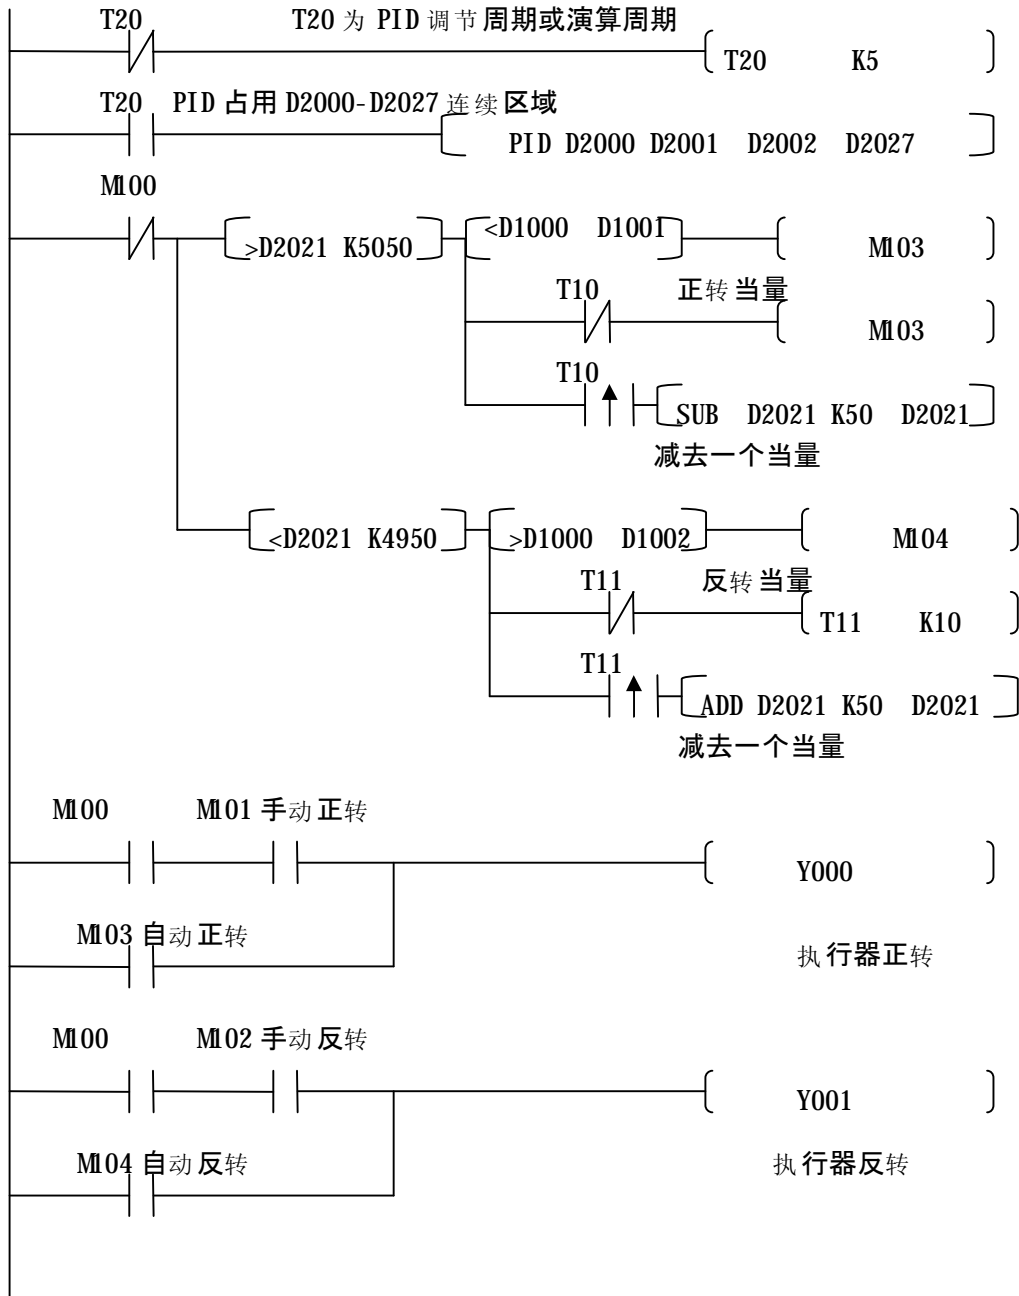 T20 T20 为 PID 调节周期或演算周期
T20 K5
T20 PID 占用 D2000-D2027 连续区域
PID D2000 D2001 D2002 D2027
M100
<D1000 D1001
>D2021 K5050 M103
T10 正转当量
M103
T10
SUB D2021 K50 D2021
减去一个当量
<D2021 K4950 >D1000 D1002 M104
T11 反转当量
T11 K10
T11
ADD D2021 K50 D2021
减去一个当量
M100 M101 手动正转
Y000
M103 自动正转
执行器正转
M100 M102 手动反转
Y001
M104 自动反转 执行器反转